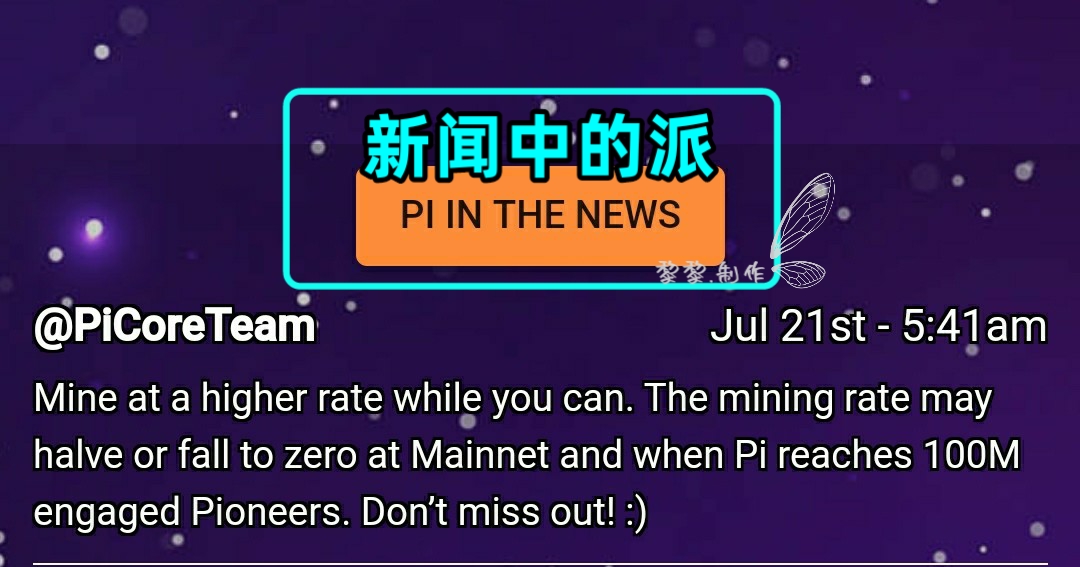 新闻中的派
PI IN THE NEWS
黎黎.制作
@PiCoreTeam
Jul 21st - 5:41am
Mine at a higher rate while you can. The mining rate may
halve or fall to zero at Mainnet and when Pi reaches 100M
engaged Pioneers. Don’t miss out! :)